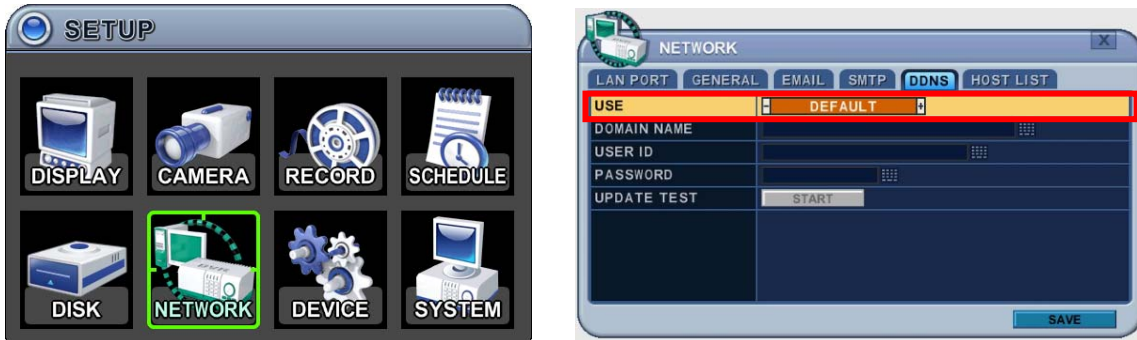 SETUP
DISPLAY CAMERA RECORD SCHEDULE
DISK NETWORK DEVICE SYSTEM
NETWORK X
LAN PORT GENERAL EMAIL SMTP DDNS HOST LIST
USE - DEFAULT +
DOMAIN NAME
USER ID
PASSWORD
UPDATE TEST START
SAVE